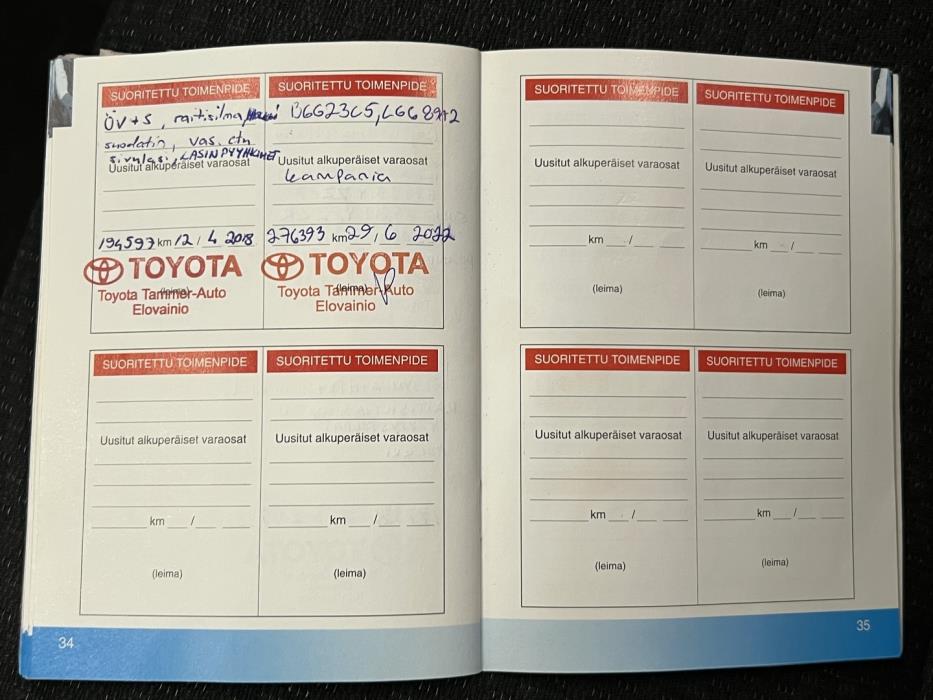 SUORITETTU TOIMENPIDE
ÖV+S, raitisilma
suodatin, vas. etu
sivulasi, LASINPYYHKIMET
Uusitut alkuperäiset varaosat
194597 km 12 / 4 2018
TOYOTA
(leima)
Toyota Tammer-Auto
Elovainio
SUORITETTU TOIMENPIDE
Uusitut alkuperäiset varaosat
kampania
276393 km 29 / 6 2022
TOYOTA
(leima)
Toyota Tammer-Auto
Elovainio
SUORITETTU TOIMENPIDE
Uusitut alkuperäiset varaosat
km / 
(leima)
SUORITETTU TOIMENPIDE
Uusitut alkuperäiset varaosat
km / 
(leima)
34
SUORITETTU TOIMENPIDE
Uusitut alkuperäiset varaosat
km / 
(leima)
SUORITETTU TOIMENPIDE
Uusitut alkuperäiset varaosat
km / 
(leima)
SUORITETTU TOIMENPIDE
Uusitut alkuperäiset varaosat
km / 
(leima)
SUORITETTU TOIMENPIDE
Uusitut alkuperäiset varaosat
km / 
(leima)
35